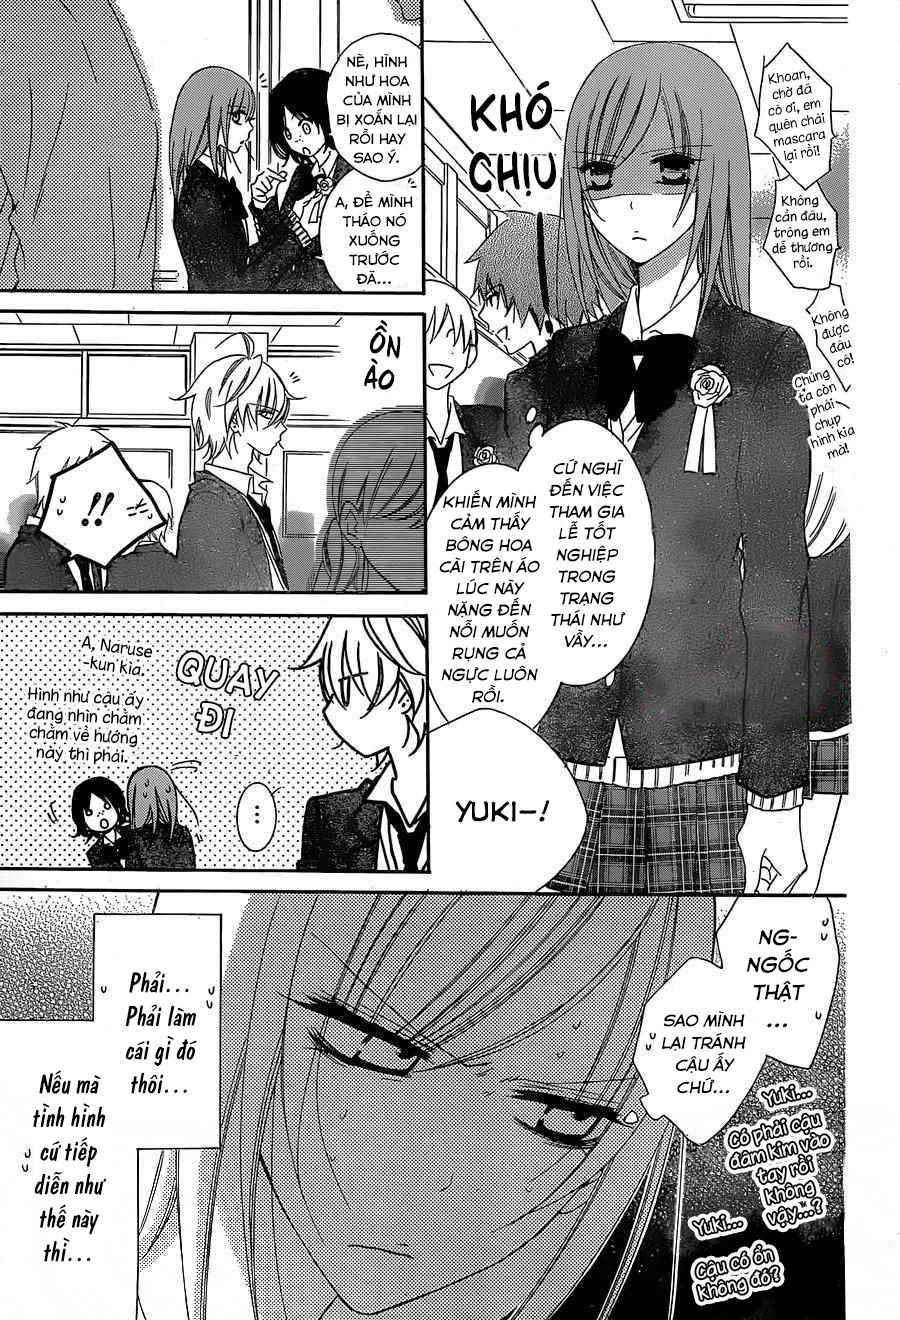 Khoan,
chờ đã
cô ơi, em
quên chải
mascara
lại rồi!
Không
cần đâu,
trông em
dễ thương
rồi.
Không
được
đâu
cô!
Chúng
ta còn
phải
chụp
hình kia
mà!
KHÓ
CHỊU
CỨ NGHĨ
ĐẾN VIỆC
THAM GIA
LỄ TỐT
NGHIỆP
TRONG
TRẠNG
THÁI NHƯ
VẦY...
KHIẾN MÌNH
CẢM THẤY
BÔNG HOA
CÀI TRÊN ÁO
LÚC NÀY
NẶNG ĐẾN
NỖI MUỐN
RỤNG CẢ
NGỰC LUÔN
RỒI.
YUKI-!
NÈ, HÌNH
NHƯ HOA
CỦA MÌNH
BỊ XOẮN LẠI
RỒI HAY
SAO Ý.
A, ĐỂ MÌNH
THÁO NÓ
XUỐNG
TRƯỚC
ĐÃ...
ỒN
ÀO
!!
QUAY
ĐI
...
A, Naruse
-kun kìa.
Hình như cậu ấy
đang nhìn chằm
chằm về hướng
này thì phải.
NG-
NGỐC
THẬT
...
SAO MÌNH
LẠI TRÁNH
CẬU ẤY
CHỨ...
Yuki...
Có phải cậu
đâm kim vào
tay rồi
không
vậy...?
Yuki...
Cậu có ổn
không đó?
Phải...
Phải làm
cái gì đó
thôi...
Nếu mà
tình hình
cứ tiếp
diễn như
thế này
thì...